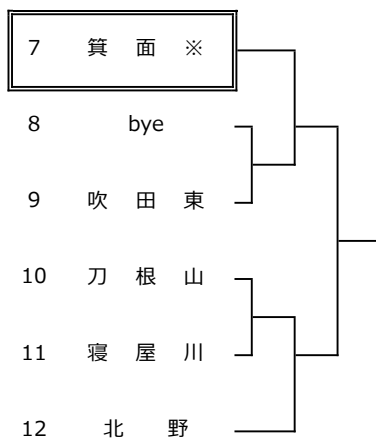 7 箕 面 ※
8 bye
9 吹 田 東
10 刀 根 山
11 寝 屋 川
12 北 野